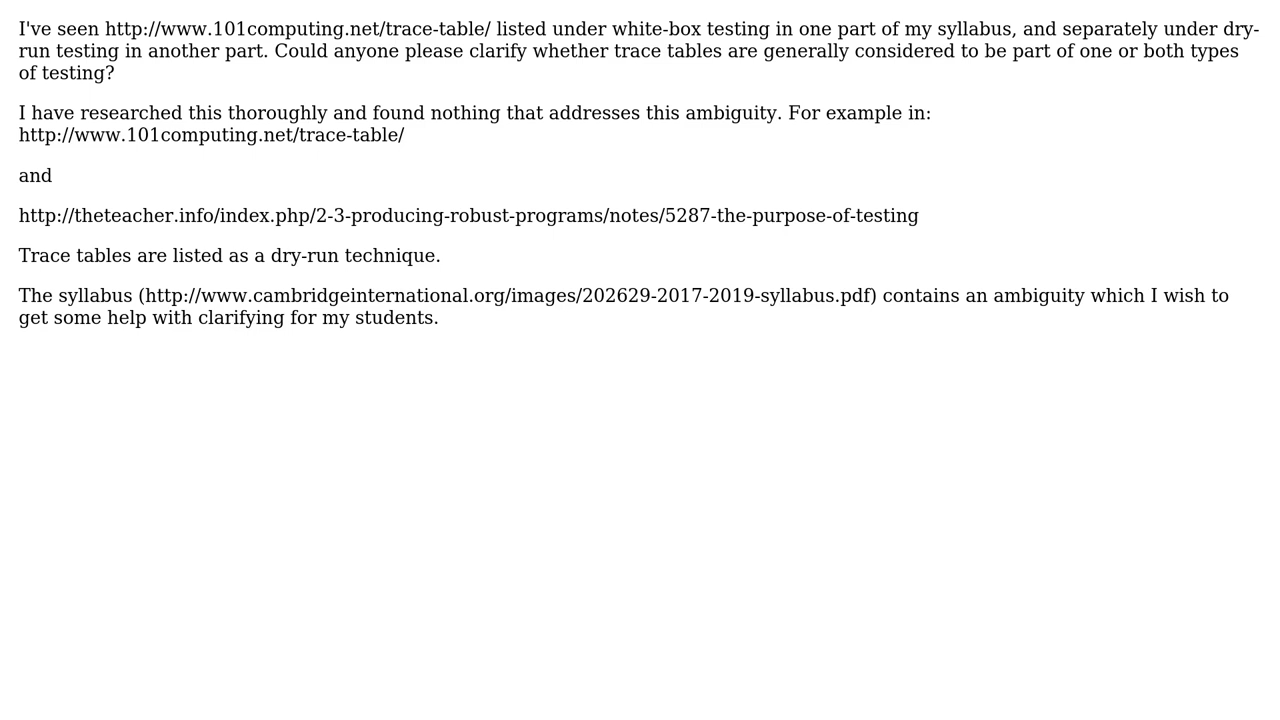 I've seen http://www.101computing.net/trace-table/ listed under white-box testing in one part of my syllabus, and separately under dry-
run testing in another part. Could anyone please clarify whether trace tables are generally considered to be part of one or both types
of testing?
I have researched this thoroughly and found nothing that addresses this ambiguity. For example in:
http://www.101computing.net/trace-table/
and
http://theteacher.info/index.php/2-3-producing-robust-programs/notes/5287-the-purpose-of-testing
Trace tables are listed as a dry-run technique.
The syllabus (http://www.cambridgeinternational.org/images/202629-2017-2019-syllabus.pdf) contains an ambiguity which I wish to
get some help with clarifying for my students.